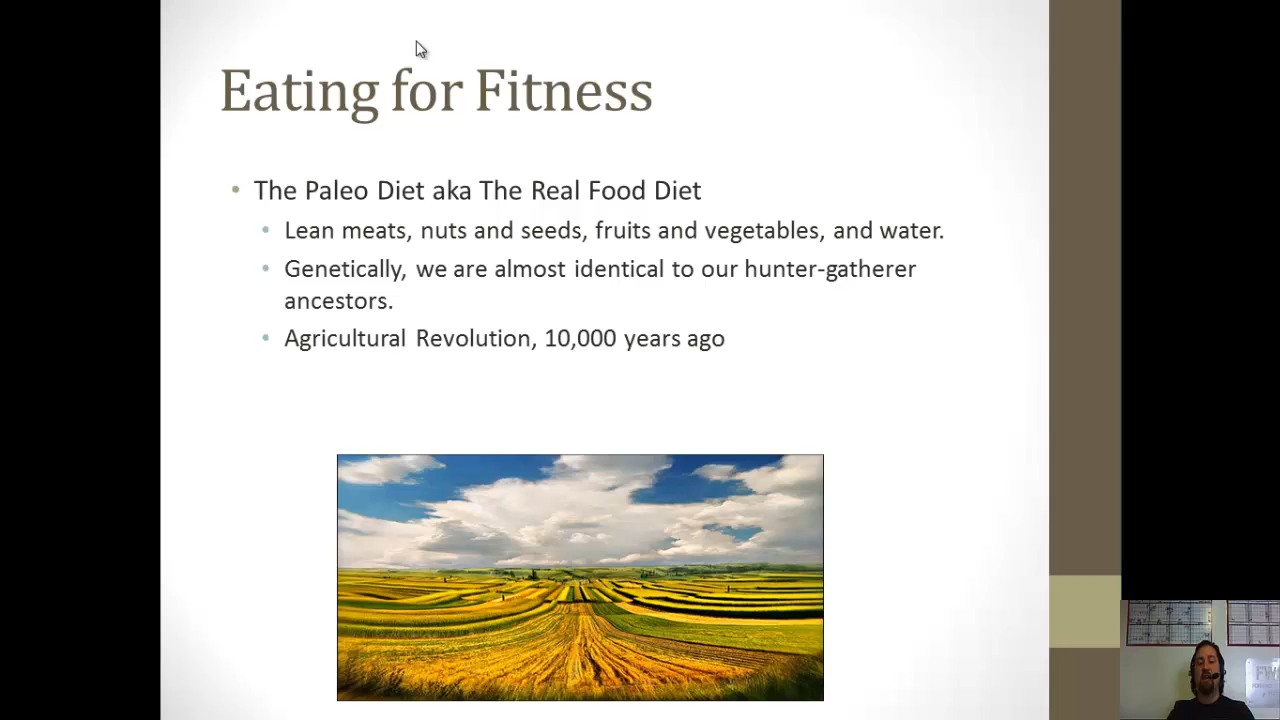 Eating for Fitness
• The Paleo Diet aka The Real Food Diet
• Lean meats, nuts and seeds, fruits and vegetables, and water.
• Genetically, we are almost identical to our hunter-gatherer
ancestors.
• Agricultural Revolution, 10,000 years ago